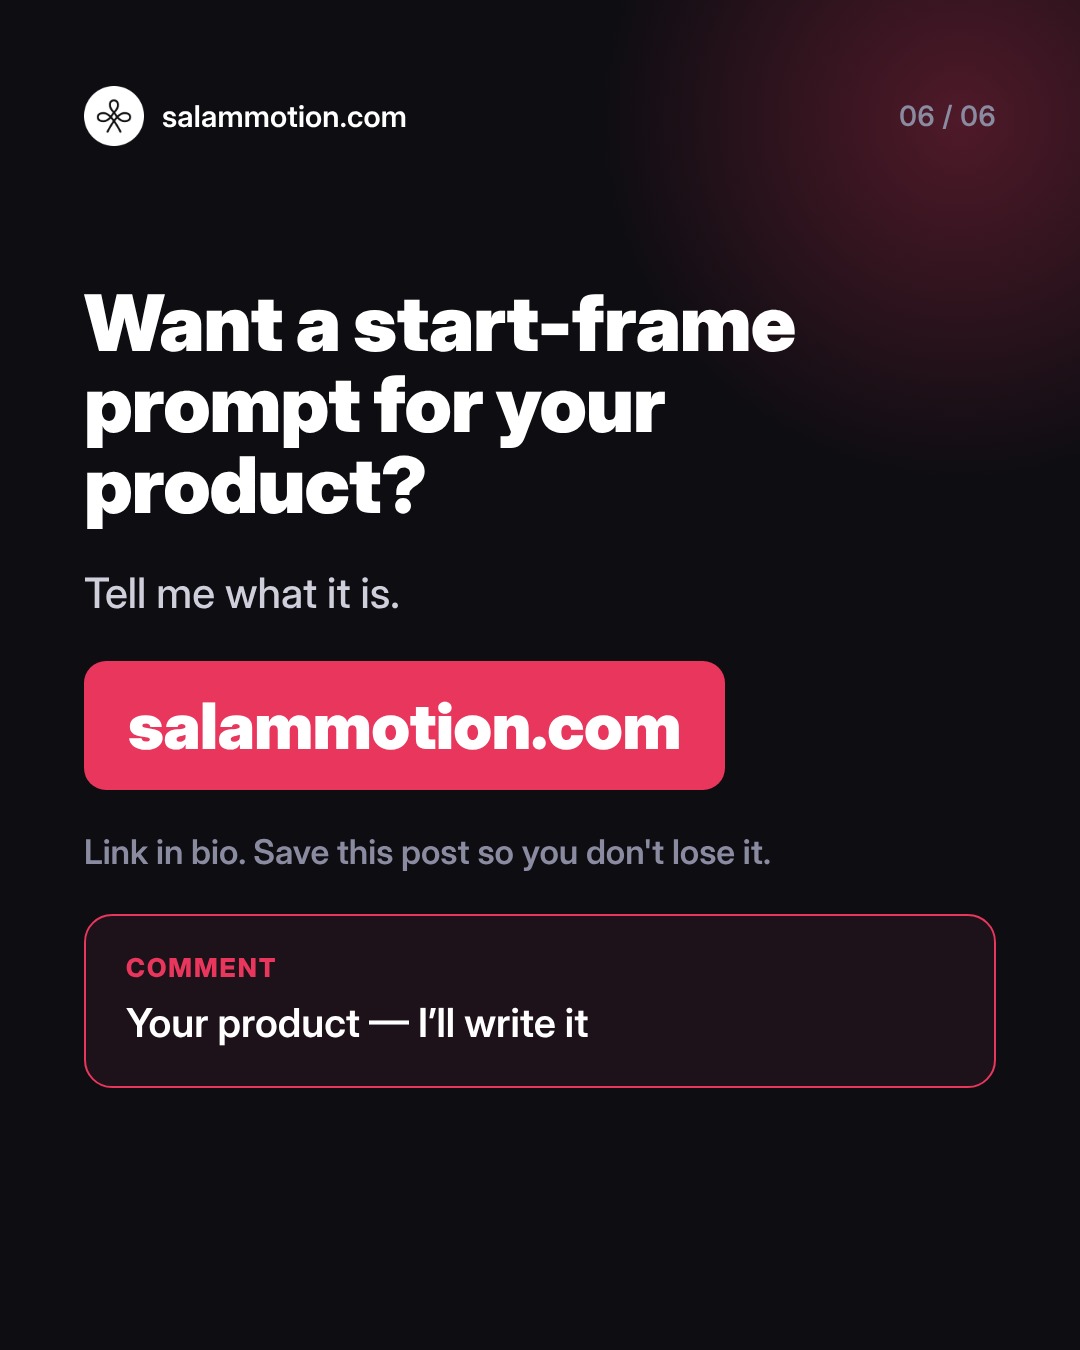 salammotion.com
06 / 06
Want a start-frame
prompt for your
product?
Tell me what it is.
salammotion.com
Link in bio. Save this post so you don't lose it.
COMMENT
Your product — I’ll write it